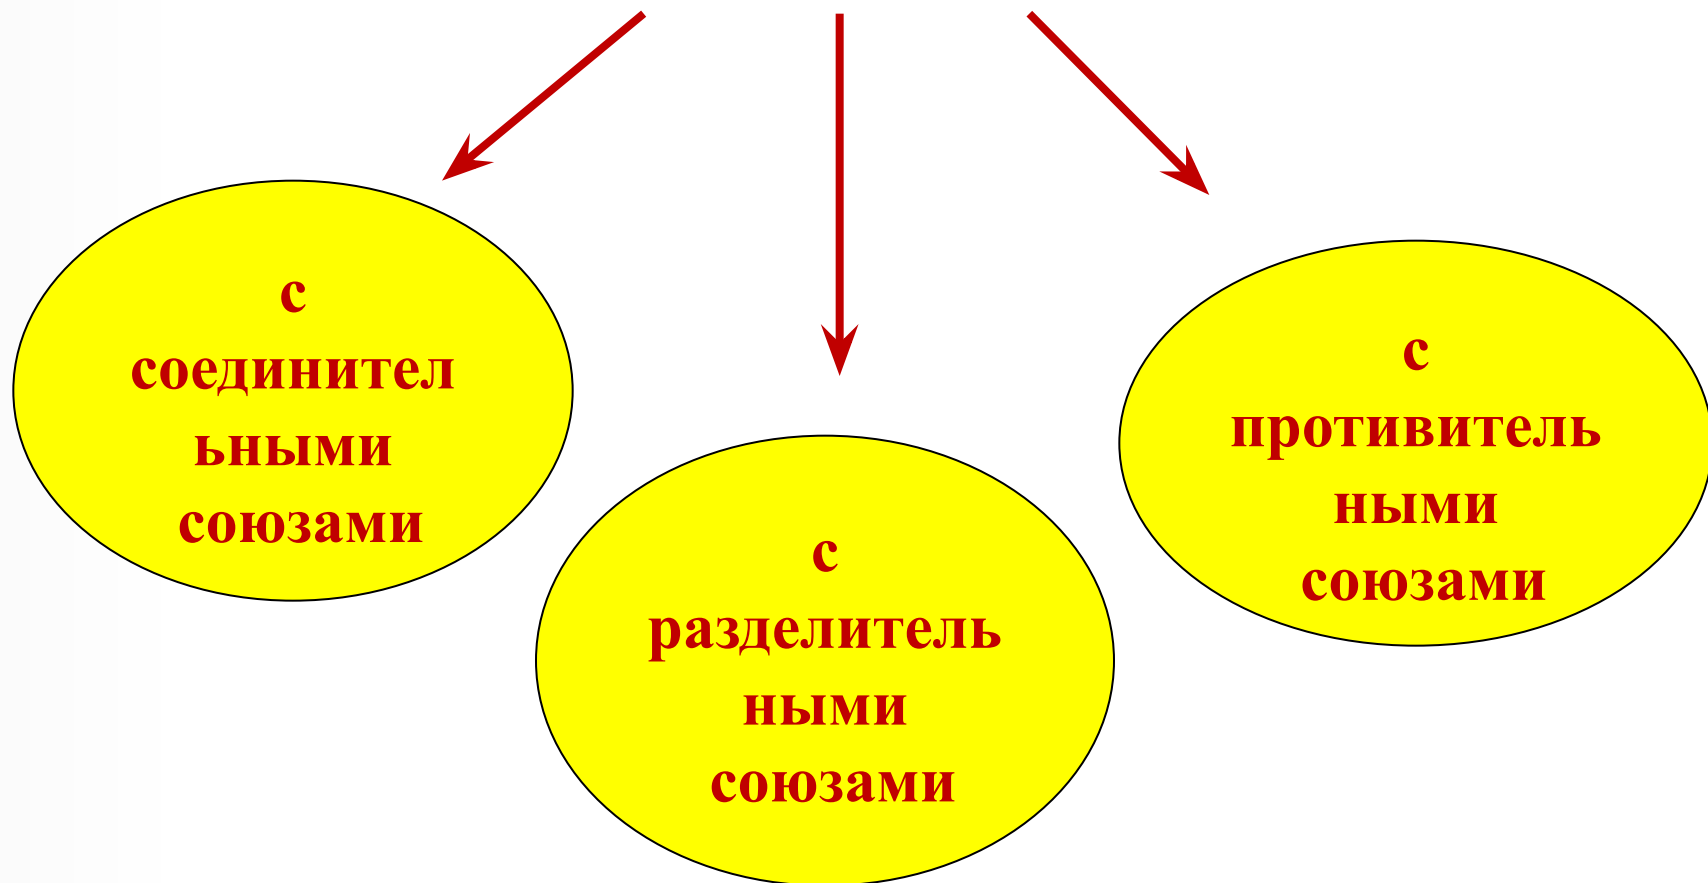 с
соединител
ьными
союзами
с
разделитель
ными
союзами
с
противитель
ными
союзами